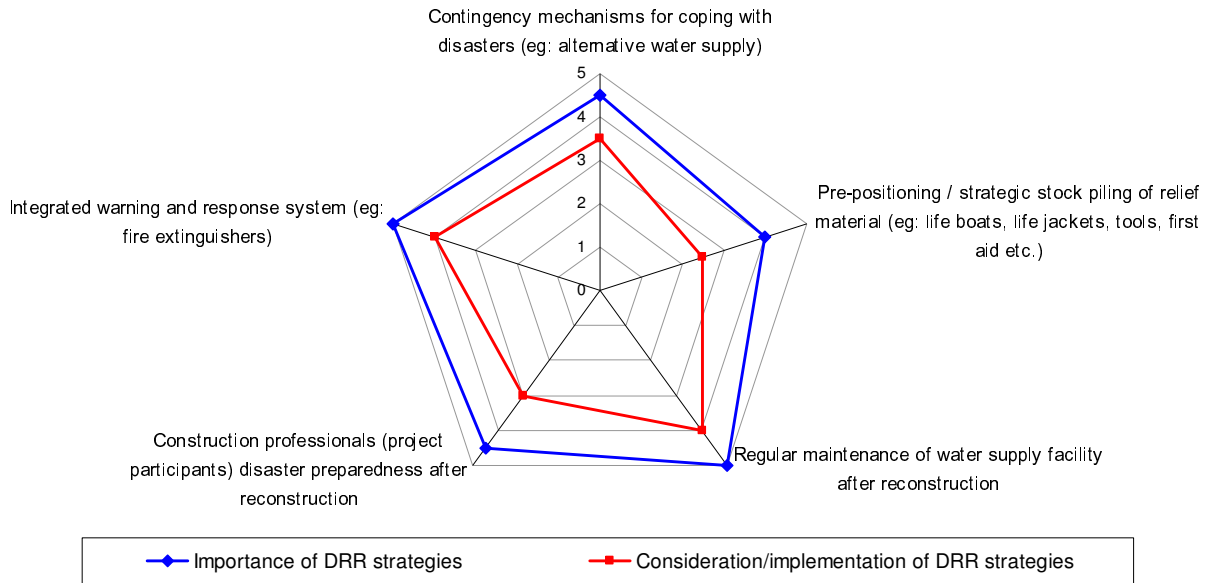 Contingency mechanisms for coping with
disasters (eg: alternative water supply)
5
4
3
2
1
0
Pre-positioning / strategic stock piling of relief
material (eg: life boats, life jackets, tools, first
aid etc.)
Integrated warning and response system (eg:
fire extinguishers)
Construction professionals (project
participants) disaster preparedness after
reconstruction
Regular maintenance of water supply facility
after reconstruction
Importance of DRR strategies
Consideration/implementation of DRR strategies